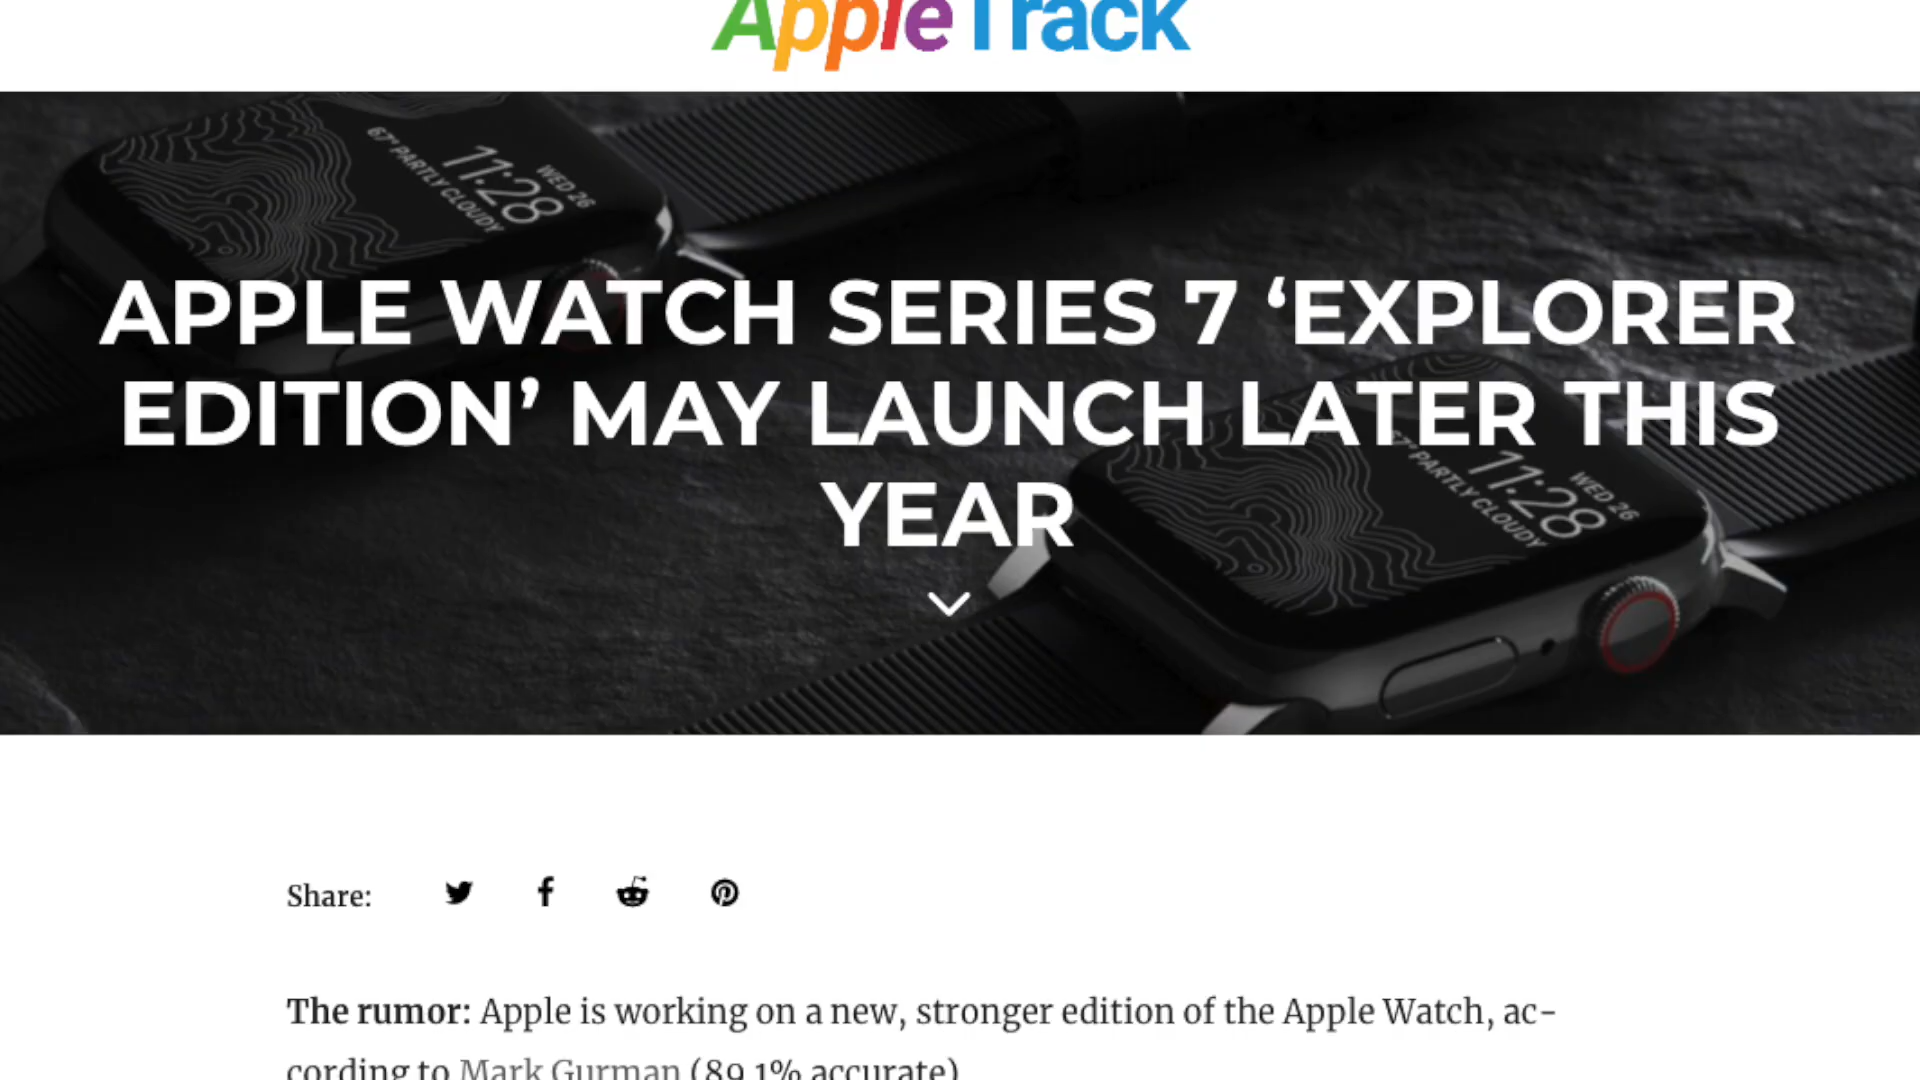 AppleTrack
67° PARTLY CLOUDY
11:28
WED 26
APPLE WATCH SERIES 7 ‘EXPLORER
EDITION’ MAY LAUNCH LATER THIS
YEAR
67° PARTLY CLOUDY
11:28
WED 26
Share:
The rumor: Apple is working on a new, stronger edition of the Apple Watch, ac-
cording to Mark Gurman (89.1% accurate)